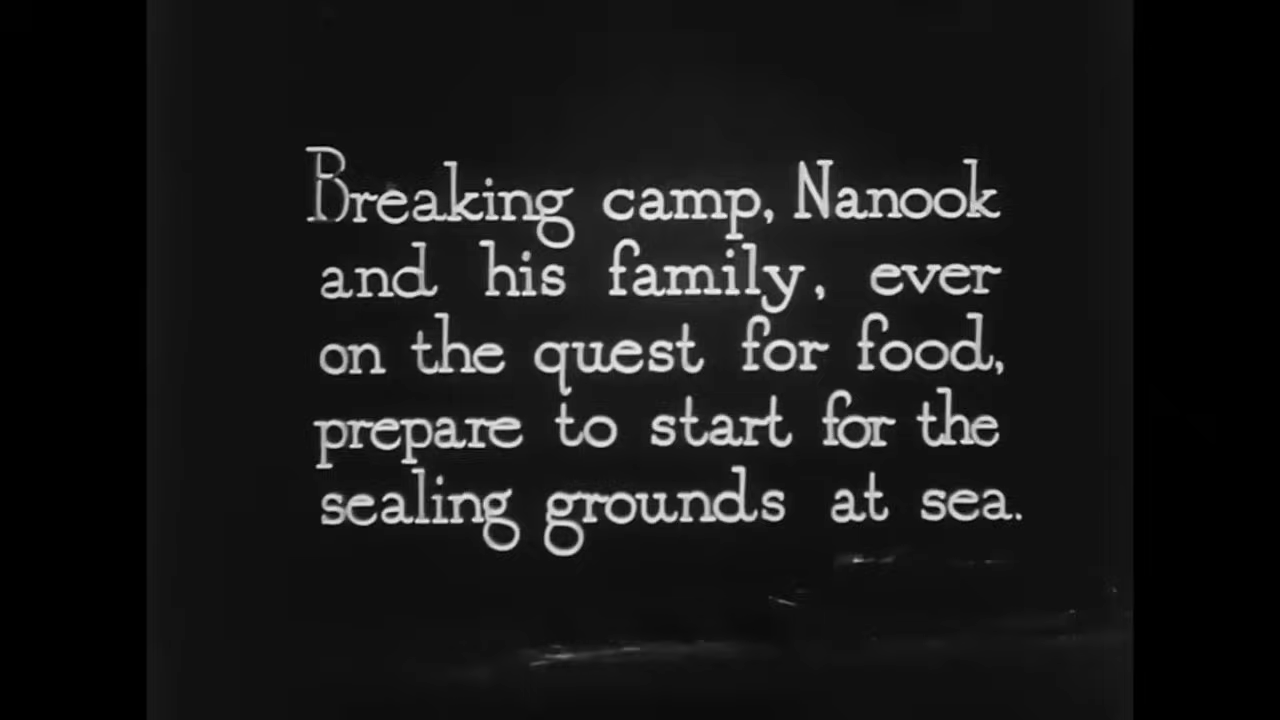 Breaking camp, Nanook
and his family, ever
on the quest for food,
prepare to start for the
sealing grounds at sea.